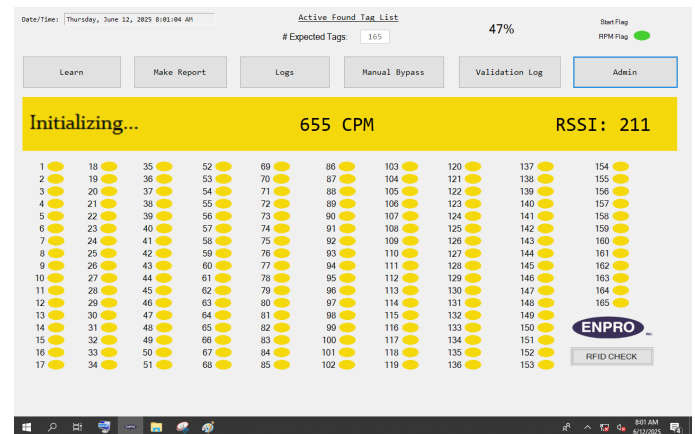 Date/Time: Thursday, June 12, 2025 8:01:04 AM
Active Found Tag List
# Expected Tags: 165
47%
Start Flag
RPM Flag
Learn Make Report Logs Manual Bypass Validation Log Admin
Initializing... 655 CPM RSSI: 211
1 18 35 52 69 86 103 120 137 154
2 19 36 53 70 87 104 121 138 155
3 20 37 54 71 88 105 122 139 156
4 21 38 55 72 89 106 123 140 157
5 22 39 56 73 90 107 124 141 158
6 23 40 57 74 91 108 125 142 159
7 24 41 58 75 92 109 126 143 160
8 25 42 59 76 93 110 127 144 161
9 26 43 60 77 94 111 128 145 162
10 27 44 61 78 95 112 129 146 163
11 28 45 62 79 96 113 130 147 164
12 29 46 63 80 97 114 131 148 165
13 30 47 64 81 98 115 132 149
14 31 48 65 82 99 116 133 150
15 32 49 66 83 100 117 134 151
16 33 50 67 84 101 118 135 152
17 34 51 68 85 102 119 136 153
ENPRO INC.
RFID CHECK
8:01 AM
6/12/2025